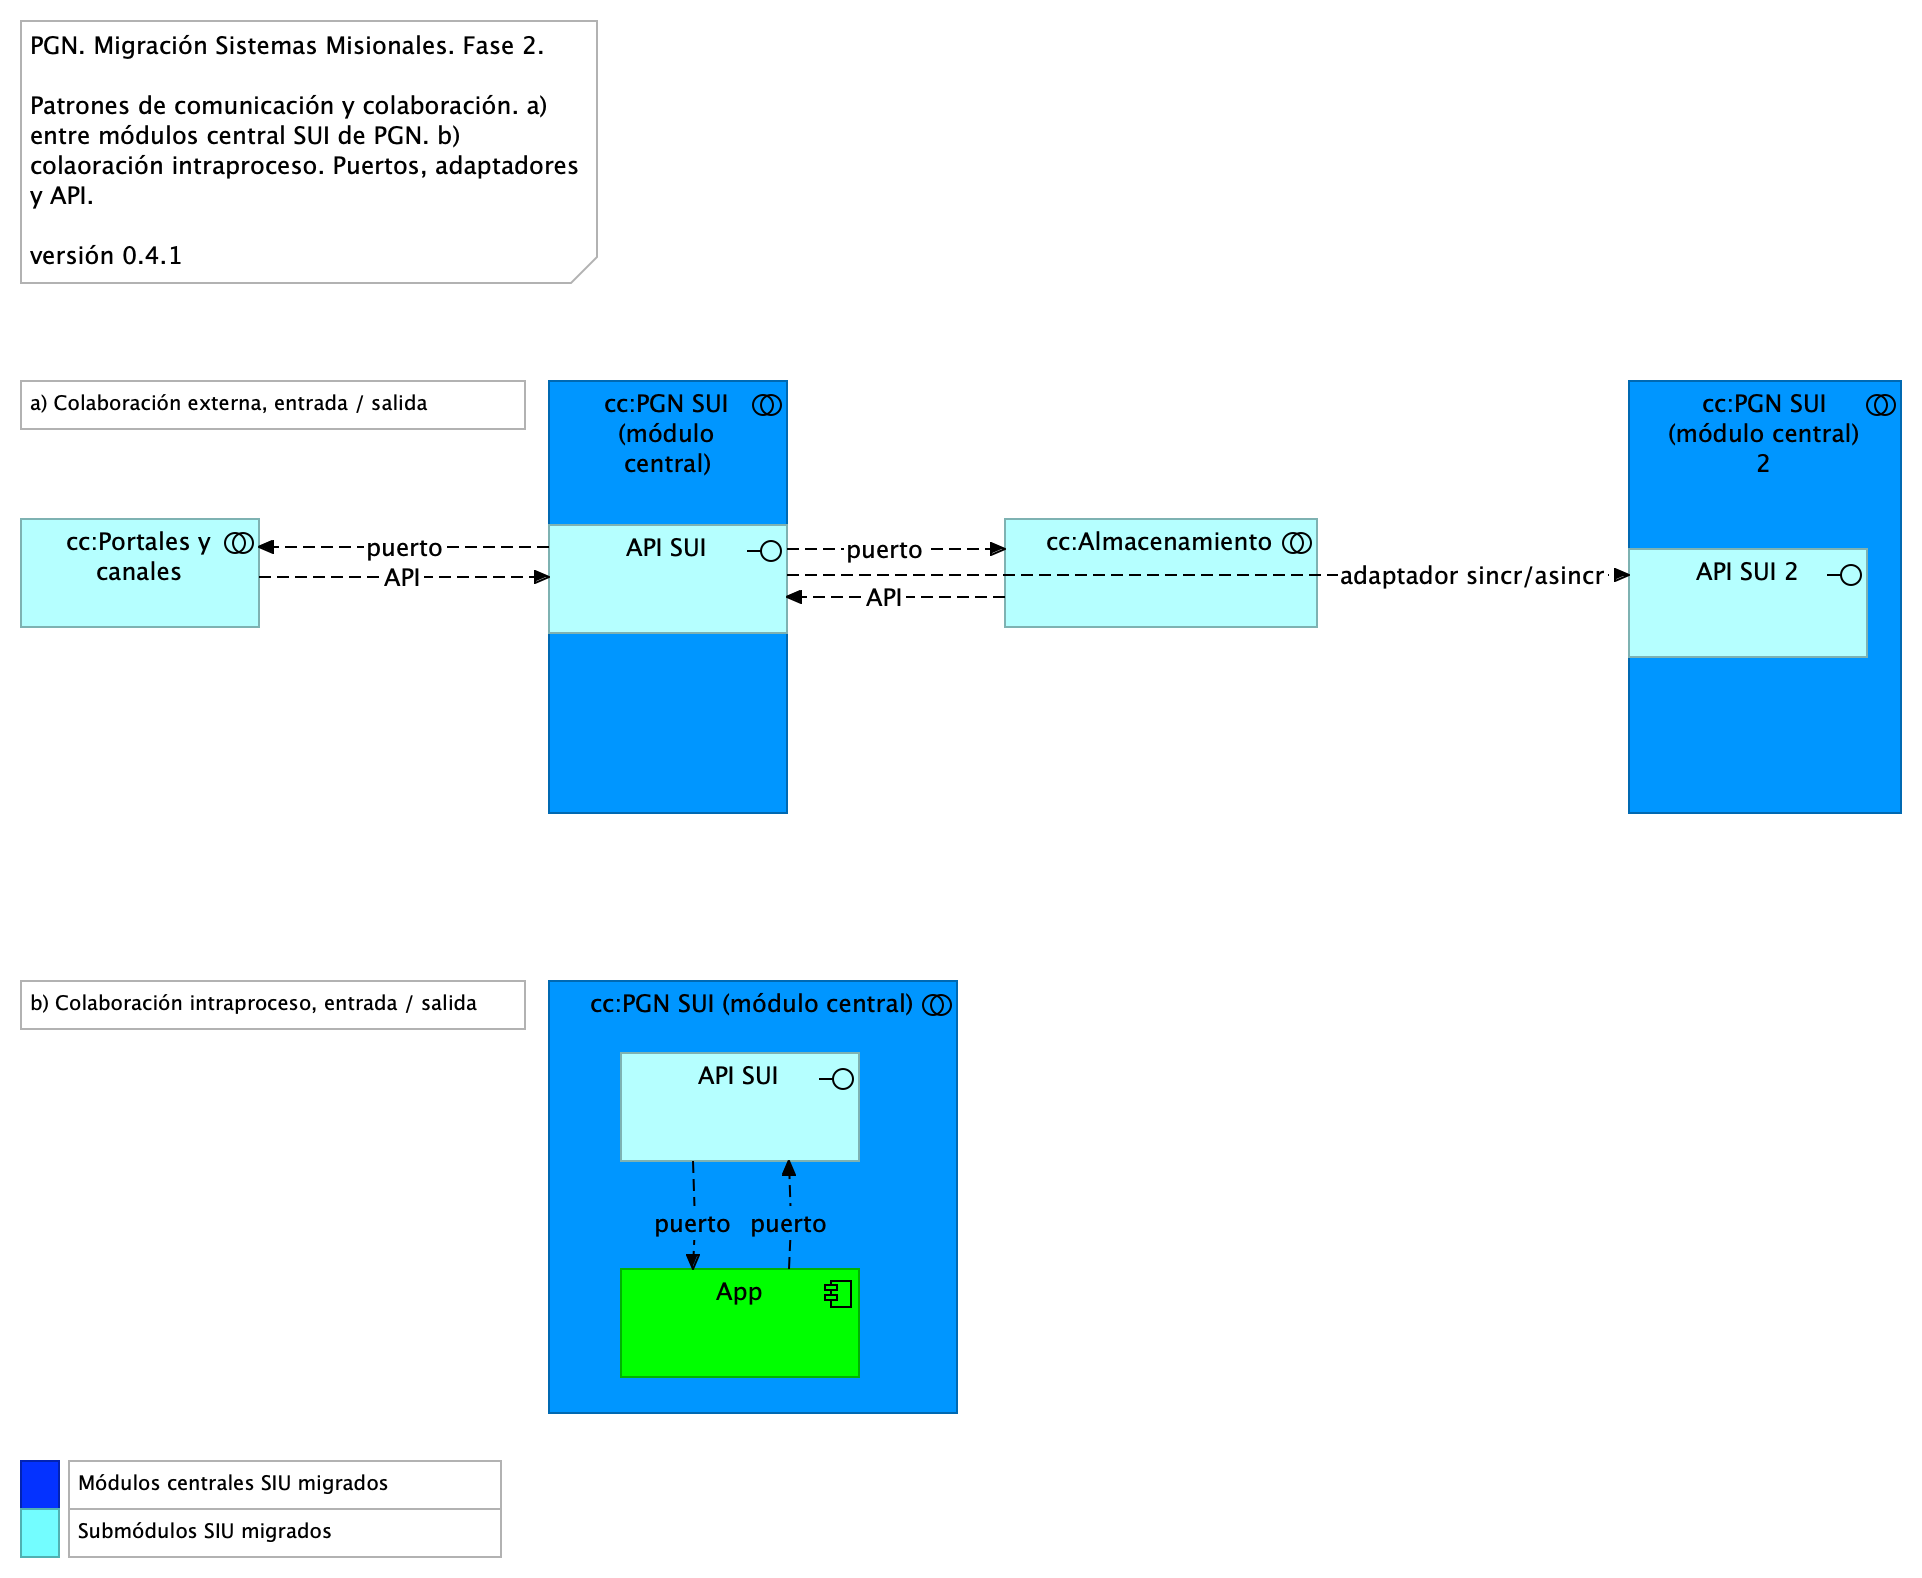 PGN. Migración Sistemas Misionales. Fase 2.
Patrones de comunicación y colaboración. a)
entre módulos central SUI de PGN. b)
colaoración intraproceso. Puertos, adaptadores
y API.
versión 0.4.1
a) Colaboración externa, entrada / salida
cc:PGN SUI
(módulo
central)
cc:PGN SUI
(módulo central)
2
cc:Portales y
canales
puerto
API
API SUI
puerto
API
cc:Almacenamiento
adaptador sincr/asincr
API SUI 2
b) Colaboración intraproceso, entrada / salida
cc:PGN SUI (módulo central)
API SUI
puerto
puerto
App
Módulos centrales SIU migrados
Submódulos SIU migrados